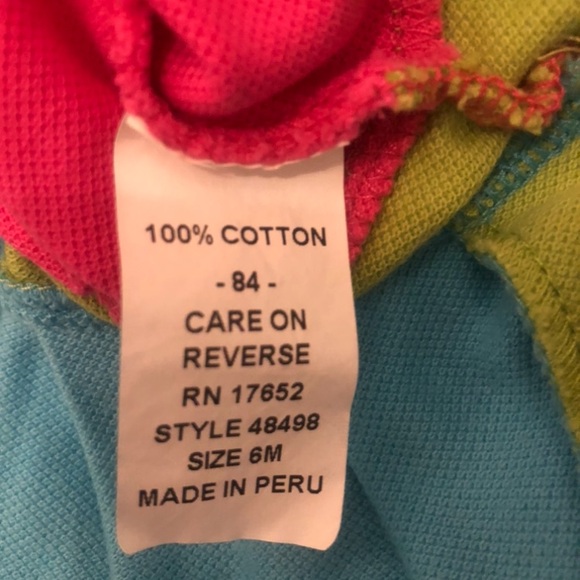 100% COTTON
- 84 -
CARE ON
REVERSE
RN 17652
STYLE 48498
SIZE 6M
MADE IN PERU